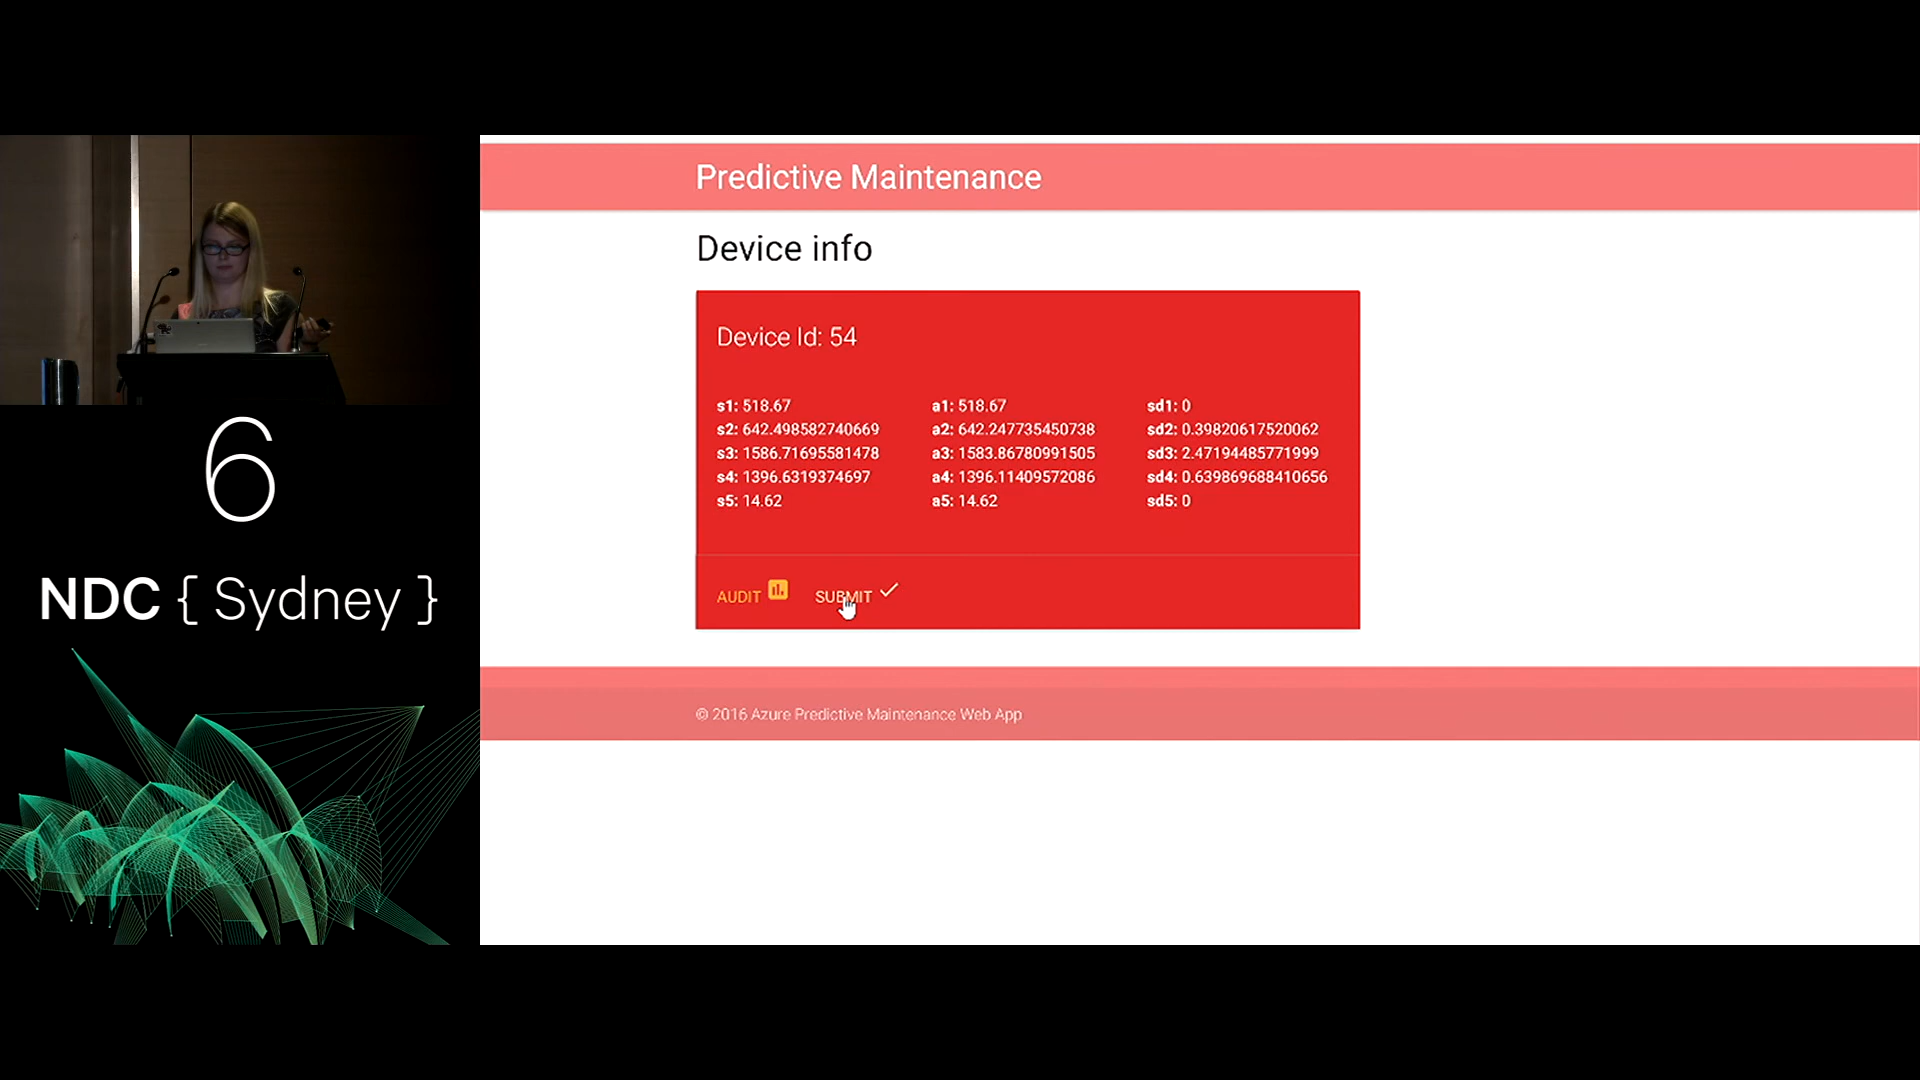 6
NDC { Sydney }
Predictive Maintenance
Device info
Device Id: 54
s1: 518.67
s2: 642.498582740669
s3: 1586.71695581478
s4: 1396.6319374697
s5: 14.62
a1: 518.67
a2: 642.247735450738
a3: 1583.86780991505
a4: 1396.11409572086
a5: 14.62
sd1: 0
sd2: 0.39820617520062
sd3: 2.47194485771999
sd4: 0.639869688410656
sd5: 0
AUDIT
SUBMIT
© 2016 Azure Predictive Maintenance Web App